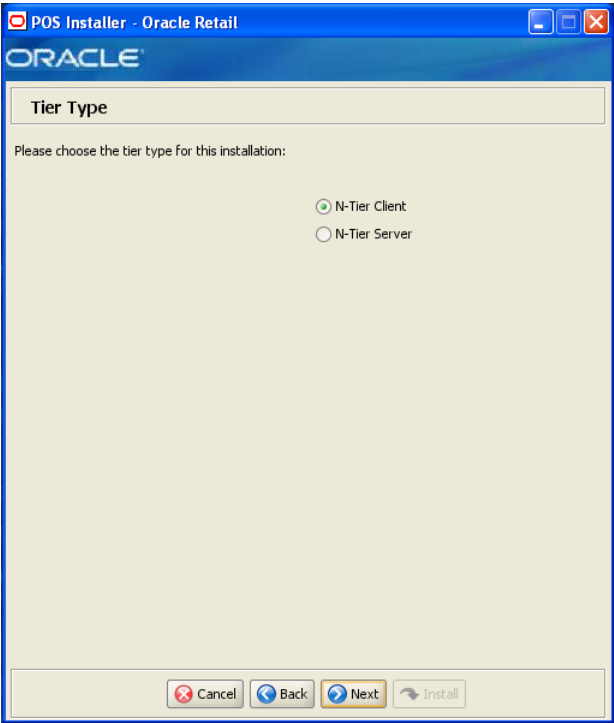 POS Installer - Oracle Retail
ORACLE
Tier Type
Please choose the tier type for this installation:
N-Tier Client
N-Tier Server
Cancel Back Next Install